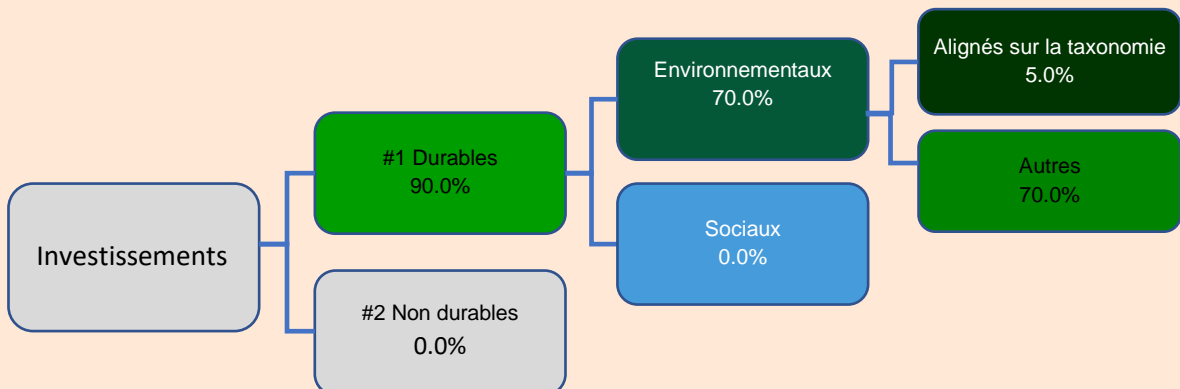 Investissements
#1 Durables
90.0%
#2 Non durables
0.0%
Environnementaux
70.0%
Sociaux
0.0%
Alignés sur la taxonomie
5.0%
Autres
70.0%